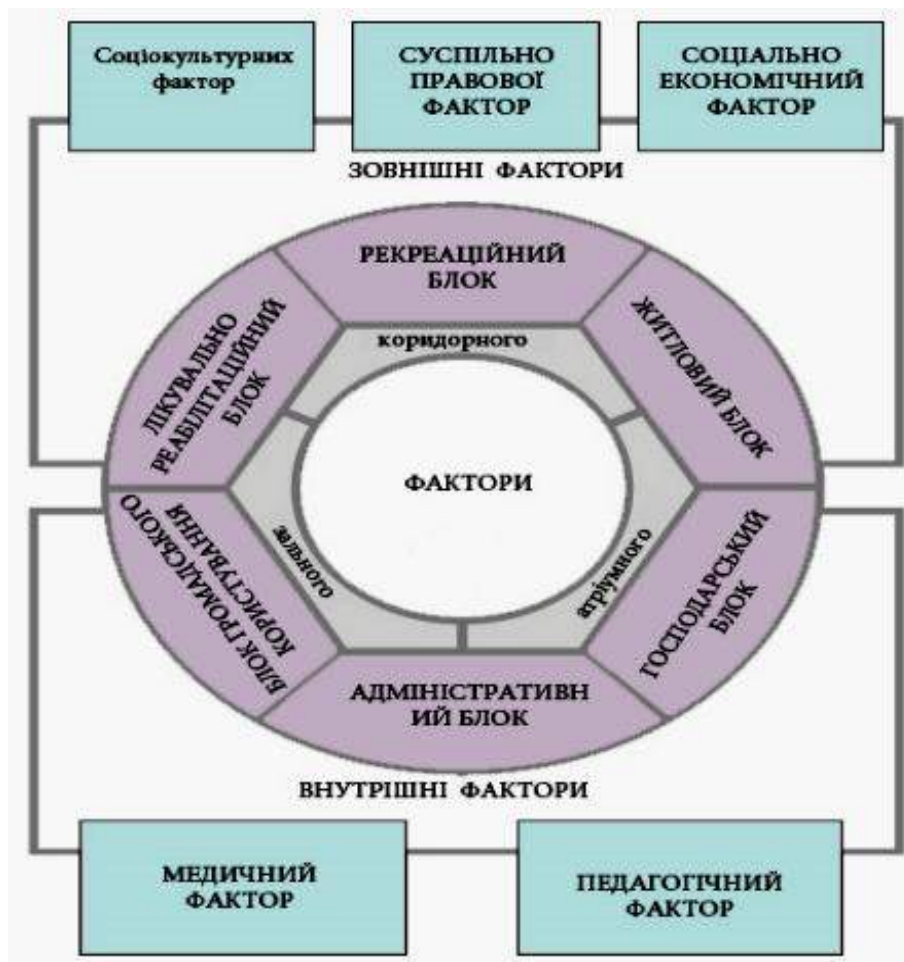 Соціокультурних
фактор
СУСПІЛЬНО
ПРАВОВОЇ
ФАКТОР
СОЦІАЛЬНО
ЕКОНОМІЧНИЙ
ФАКТОР
ЗОВНІШНІ ФАКТОРИ
РЕКРЕАЦІЙНИЙ
БЛОК
ЛІКУВАЛЬНО
РЕАБІЛІТАЦІЙНИЙ
БЛОК
ЖИТЛОВИЙ БЛОК
коридорного
ФАКТОРИ
зального
атріумного
БЛОК ГРОМАДСЬКОГО
КОРИСТУВАННЯ
ГОСПОДАРСЬКИЙ
БЛОК
АДМІНІСТРАТИВН
ИЙ БЛОК
ВНУТРІШНІ ФАКТОРИ
МЕДИЧНИЙ
ФАКТОР
ПЕДАГОГІЧНИЙ
ФАКТОР